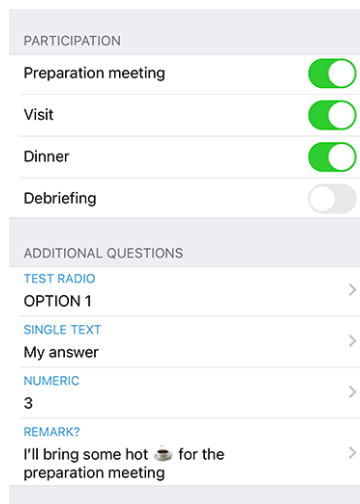 PARTICIPATION
Preparation meeting
Visit
Dinner
Debriefing
ADDITIONAL QUESTIONS
TEST RADIO
OPTION 1
SINGLE TEXT
My answer
NUMERIC
3
REMARK?
I'll bring some hot ☕ for the
preparation meeting